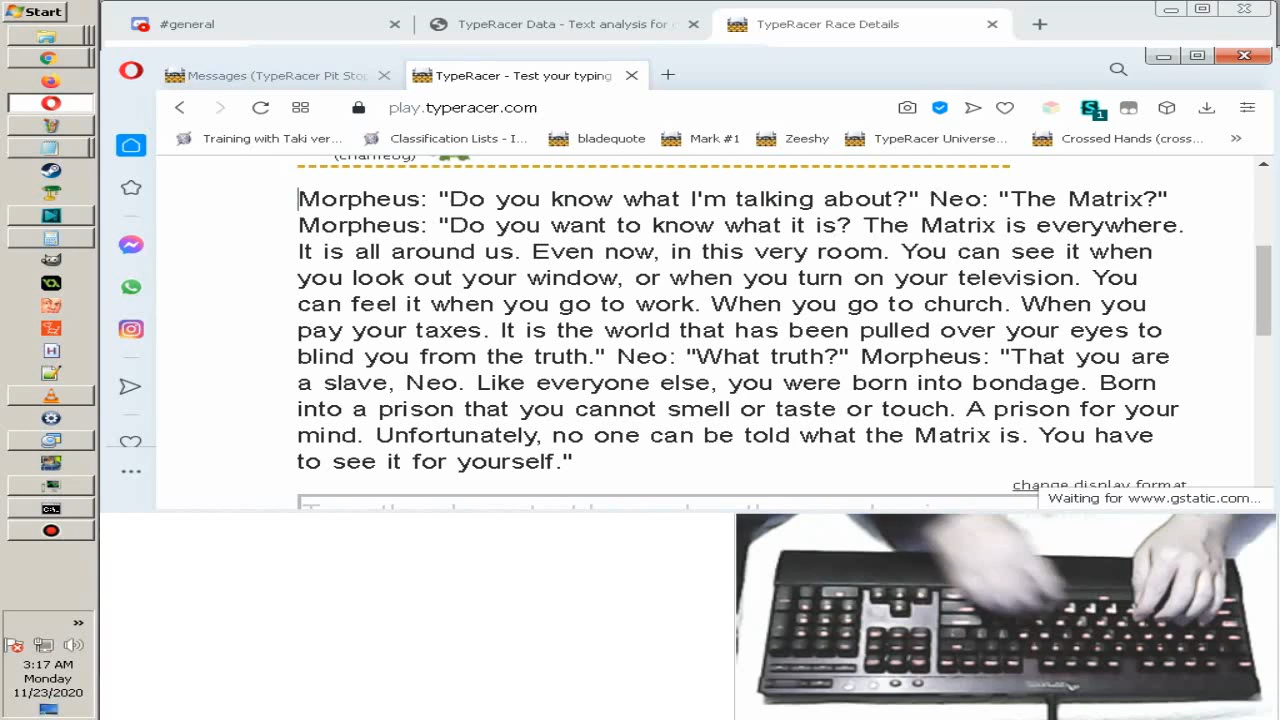 Start
#general
TypeRacer Data - Text analysis for
TypeRacer Race Details
Messages (TypeRacer Pit Stop
TypeRacer - Test your typing
play.typeracer.com
1
Training with Taki ver...
Classification Lists - I...
bladequote
Mark #1
Zeeshy
TypeRacer Universe...
Crossed Hands (cross...
»
(changelog)
Morpheus: "Do you know what I'm talking about?" Neo: "The Matrix?"
Morpheus: "Do you want to know what it is? The Matrix is everywhere.
It is all around us. Even now, in this very room. You can see it when
you look out your window, or when you turn on your television. You
can feel it when you go to work. When you go to church. When you
pay your taxes. It is the world that has been pulled over your eyes to
blind you from the truth." Neo: "What truth?" Morpheus: "That you are
a slave, Neo. Like everyone else, you were born into bondage. Born
into a prison that you cannot smell or taste or touch. A prison for your
mind. Unfortunately, no one can be told what the Matrix is. You have
to see it for yourself."
change display format
Waiting for www.gstatic.com...
»
3:17 AM
Monday
11/23/2020